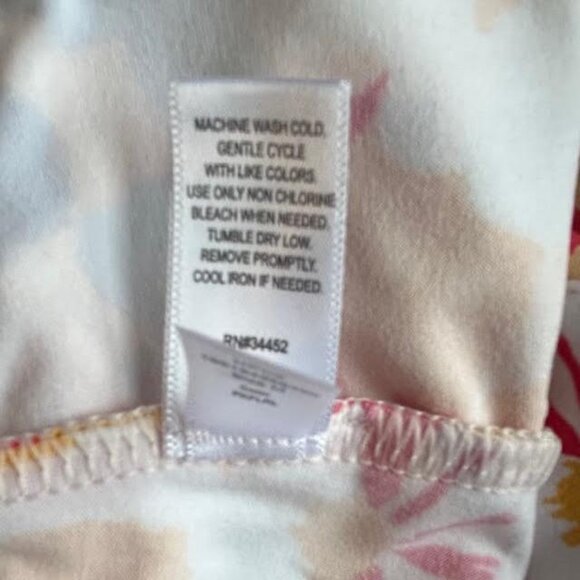 MACHINE WASH COLD,
GENTLE CYCLE
WITH LIKE COLORS.
USE ONLY NON CHLORINE
BLEACH WHEN NEEDED.
TUMBLE DRY LOW.
REMOVE PROMPTLY.
COOL IRON IF NEEDED.
RN#34452